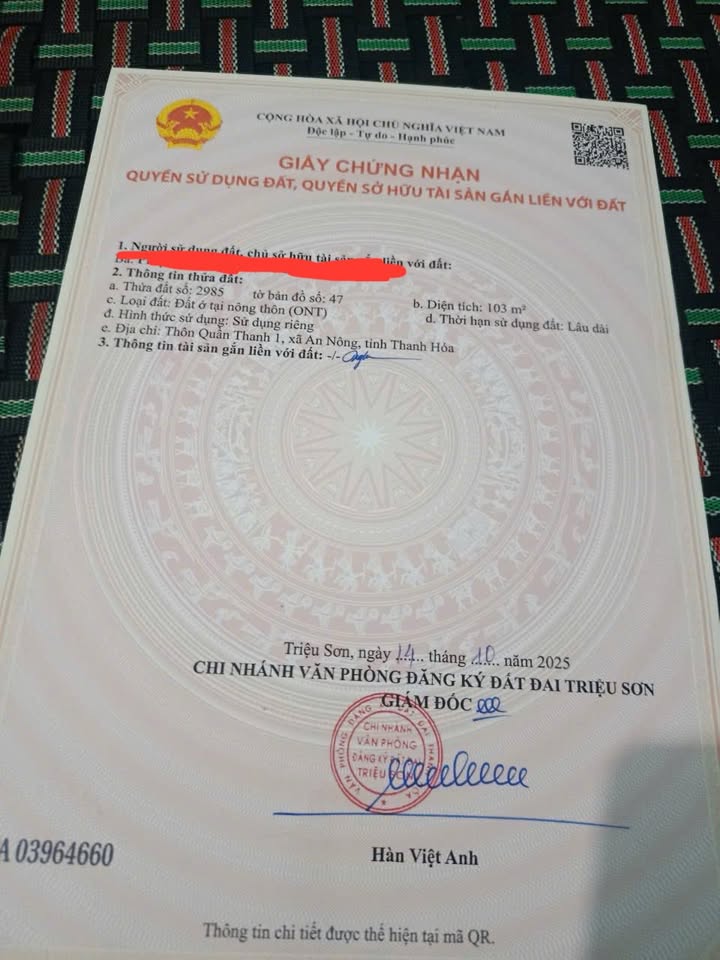 CỘNG HÒA XÃ HỘI CHỦ NGHĨA VIỆT NAM
Độc lập - Tự do - Hạnh phúc
GIẤY CHỨNG NHẬN
QUYỀN SỬ DỤNG ĐẤT, QUYỀN SỞ HỮU TÀI SẢN GẮN LIỀN VỚI ĐẤT
1. Người sử dụng đất, chủ sở hữu tài sản gắn liền với đất:
2. Thông tin thửa đất:
a. Thửa đất số: 2985 tờ bản đồ số: 47 b. Diện tích: 103 m²
c. Loại đất: Đất ở tại nông thôn (ONT) d. Thời hạn sử dụng đất: Lâu dài
đ. Hình thức sử dụng: Sử dụng riêng
e. Địa chỉ: Thôn Quần Thanh 1, xã An Nông, tỉnh Thanh Hóa
3. Thông tin tài sản gắn liền với đất: -/-
Triệu Sơn, ngày 14 tháng 10 năm 2025
CHI NHÁNH VĂN PHÒNG ĐĂNG KÝ ĐẤT ĐAI TRIỆU SƠN
GIÁM ĐỐC
CHI NHÁNH
VĂN PHÒNG
ĐĂNG KÝ ĐẤT ĐAI
TRIỆU SƠN
Hàn Việt Anh
A 03964660
Thông tin chi tiết được thể hiện tại mã QR.